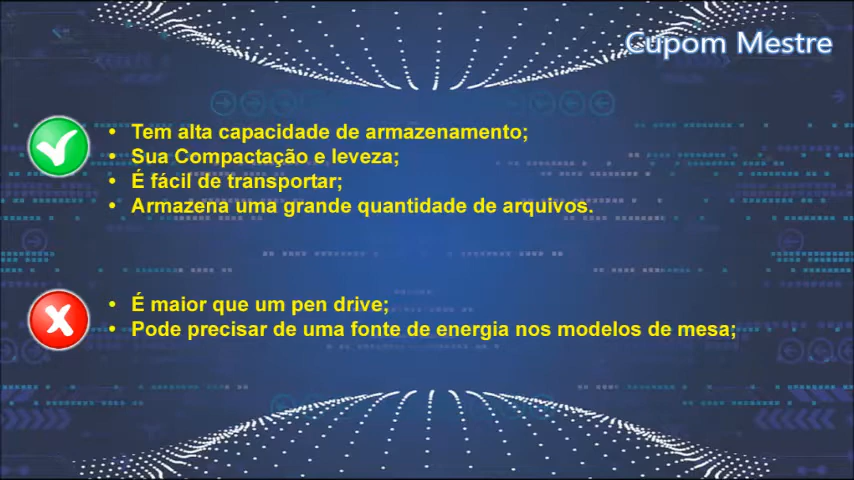 Cupom Mestre
• Tem alta capacidade de armazenamento;
• Sua Compactação e leveza;
• É fácil de transportar;
• Armazena uma grande quantidade de arquivos.
• É maior que um pen drive;
• Pode precisar de uma fonte de energia nos modelos de mesa;